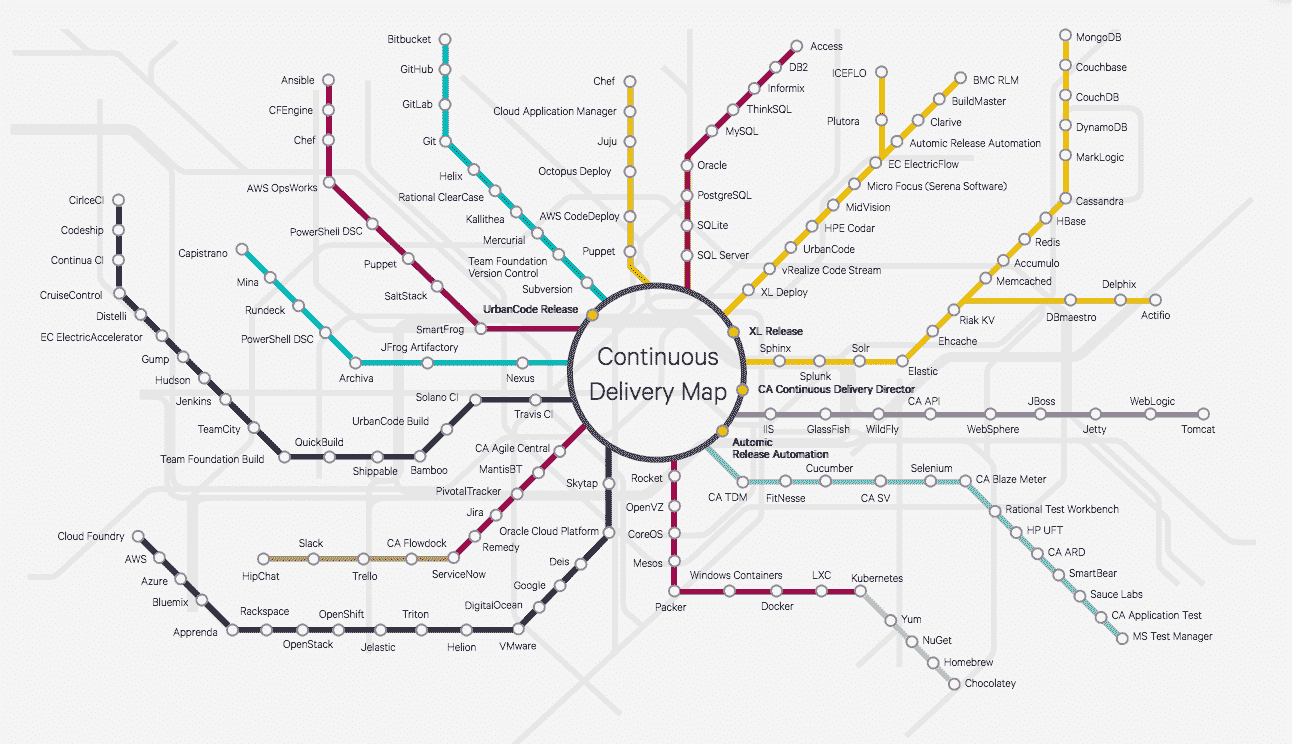 Bitbucket
GitHub
GitLab
Git
Helix
Rational ClearCase
Kallithea
Mercurial
Team Foundation
Version Control
Subversion
UrbanCode Release
Ansible
CFEngine
Chef
AWS OpsWorks
PowerShell DSC
Puppet
SaltStack
SmartFrog
Chef
Cloud Application Manager
Juju
Octopus Deploy
AWS CodeDeploy
Puppet
Access
DB2
Informix
ThinkSQL
MySQL
Oracle
PostgreSQL
SQLite
SQL Server
ICEFLO
Plutora
BMC RLM
BuildMaster
Clarive
Automic Release Automation
EC ElectricFlow
Micro Focus (Serena Software)
MidVision
HPE Codar
UrbanCode
vRealize Code Stream
XL Deploy
XL Release
MongoDB
Couchbase
CouchDB
DynamoDB
MarkLogic
Cassandra
HBase
Redis
Accumulo
Memcached
Riak KV
Ehcache
Elastic
Solr
Splunk
Sphinx
DBmaestro
Delphix
Actifio
CirlceCI
Codeship
Continua CI
CruiseControl
Distelli
EC ElectricAccelerator
Gump
Hudson
Jenkins
TeamCity
Team Foundation Build
QuickBuild
Shippable
Bamboo
UrbanCode Build
Solano CI
Travis CI
Capistrano
Mina
Rundeck
PowerShell DSC
Archiva
JFrog Artifactory
Nexus
Continuous
Delivery Map
CA Continuous Delivery Director
IIS
GlassFish
WildFly
CA API
WebSphere
JBoss
Jetty
WebLogic
Tomcat
Automic
Release Automation
CA TDM
FitNesse
Cucumber
CA SV
Selenium
CA Blaze Meter
Rational Test Workbench
HP UFT
CA ARD
SmartBear
Sauce Labs
CA Application Test
MS Test Manager
CA Agile Central
MantisBT
PivotalTracker
Jira
Remedy
ServiceNow
CA Flowdock
Trello
Slack
HipChat
Skytap
Oracle Cloud Platform
Deis
Google
DigitalOcean
VMware
Helion
Triton
Jelastic
OpenShift
OpenStack
Rackspace
Apprenda
Bluemix
Azure
AWS
Cloud Foundry
Rocket
OpenVZ
CoreOS
Mesos
Packer
Windows Containers
Docker
LXC
Kubernetes
Yum
NuGet
Homebrew
Chocolatey